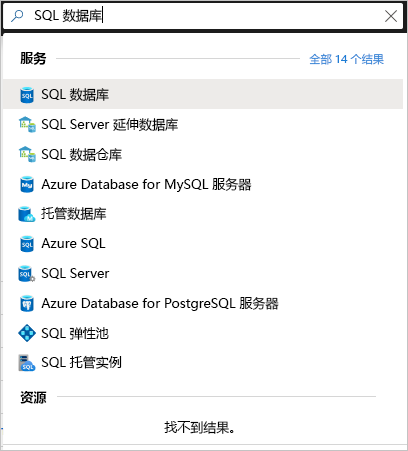 SQL 数据库
服务
全部 14 个结果
SQL 数据库
SQL Server 延伸数据库
SQL 数据仓库
Azure Database for MySQL 服务器
托管数据库
Azure SQL
SQL Server
Azure Database for PostgreSQL 服务器
SQL 弹性池
SQL 托管实例
资源
找不到结果。